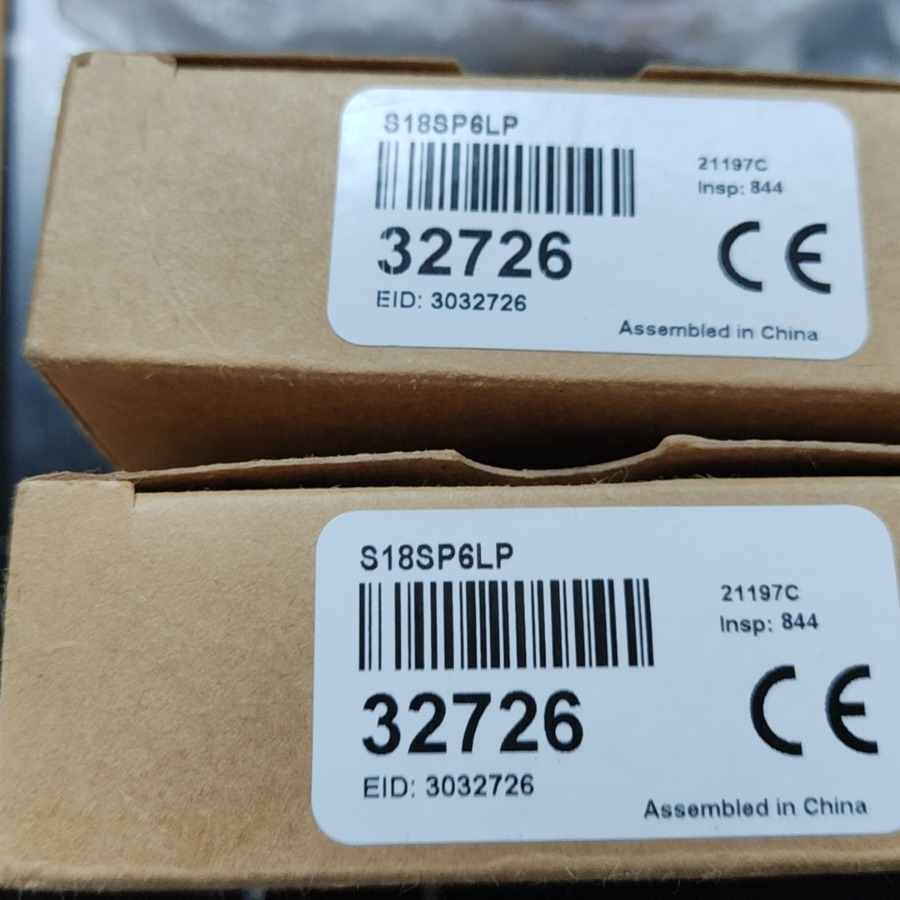 S18SP6LP
21197C
Insp: 844
32726
CE
EID: 3032726
Assembled in China
S18SP6LP
21197C
Insp: 844
32726
CE
EID: 3032726
Assembled in China